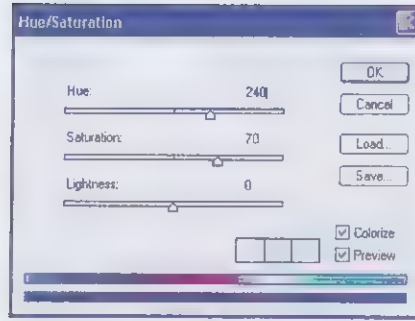 Hue/Saturation
Hue: 240
OK
Cancel
Saturation: 70
Load...
Save...
Lightness: 0
Colorize
Preview